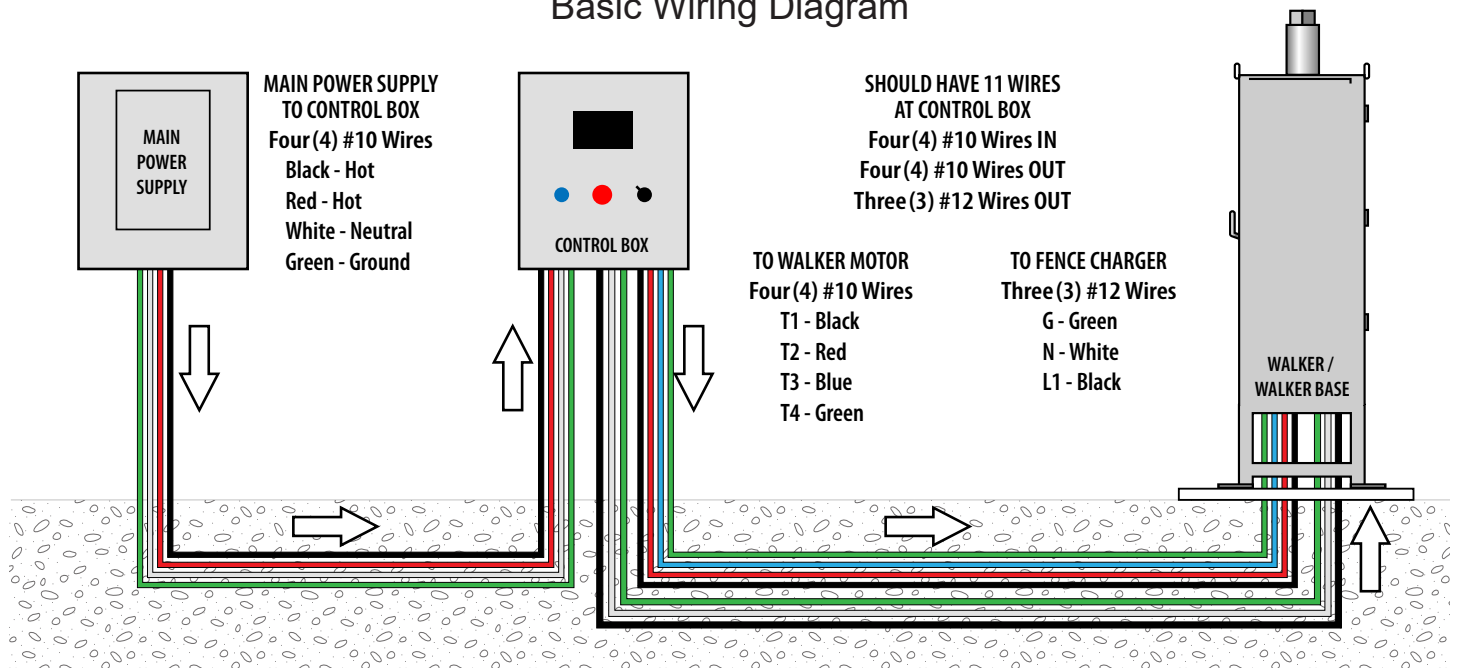 Basic Wiring Diagram
MAIN
POWER
SUPPLY
MAIN POWER SUPPLY
TO CONTROL BOX
Four (4) #10 Wires
Black - Hot
Red - Hot
White - Neutral
Green - Ground
CONTROL BOX
SHOULD HAVE 11 WIRES
AT CONTROL BOX
Four (4) #10 Wires IN
Four (4) #10 Wires OUT
Three (3) #12 Wires OUT
TO WALKER MOTOR
Four (4) #10 Wires
T1 - Black
T2 - Red
T3 - Blue
T4 - Green
TO FENCE CHARGER
Three (3) #12 Wires
G - Green
N - White
L1 - Black
WALKER /
WALKER BASE